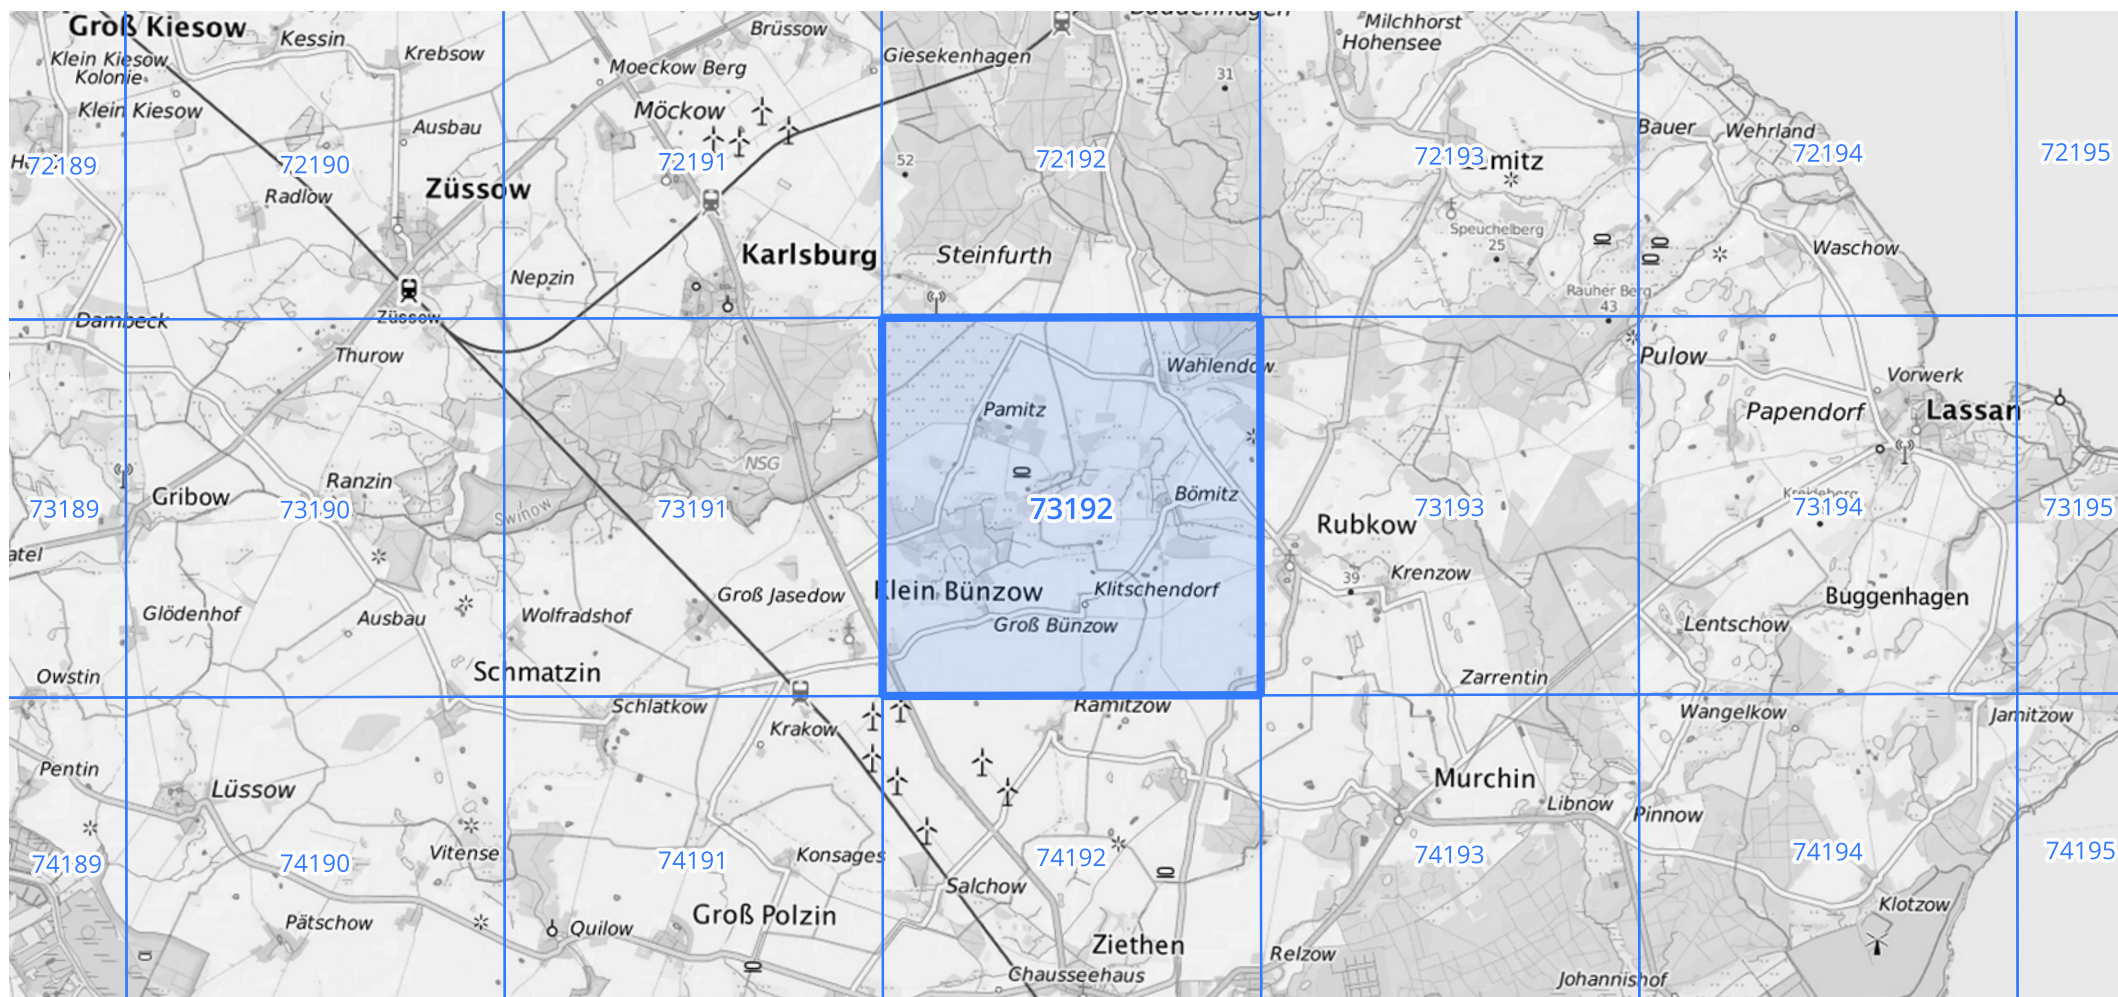 Groß Kiesow
Kessin
Krebsow
Brüssow
Buddenhagen
Milchhorst
Hohensee
Klein Kiesow
Kolonie
Klein Kiesow
Moeckow Berg
Giesekenhagen
31
Möckow
Ausbau
Bauer
Wehrland
72189
72190
72191
52
72192
72193
72194
72195
Radlow
Züssow
Speuchelberg
25
Karlsburg
Steinfurth
Waschow
Nepzin
Rauher Berg
43
Dambeck
Züssow
Thurow
Wahlendow
Pulow
Vorwerk
Pamitz
Papendorf
Lassan
NSG
Ranzin
Gribow
Bömitz
Swinow
73189
73190
73191
73192
73193
Kreideberg
73194
73195
Rubkow
atel
Klein Bünzow
Klitschendorf
39
Krenzow
Groß Jasedow
Buggenhagen
Glödenhof
Ausbau
Wolfradshof
Groß Bünzow
Lentschow
Owstin
Schmatzin
Zarrentin
Schlatkow
Ramitzow
Wangelkow
Jamitzow
Krakow
Pentin
Lüssow
Murchin
Libnow
Pinnow
74189
74190
Vitense
74191
Konsages
74192
74193
74194
74195
Salchow
Klotzow
Pätschow
Quilow
Groß Polzin
Ziethen
Relzow
Chausseehaus
Johannishof